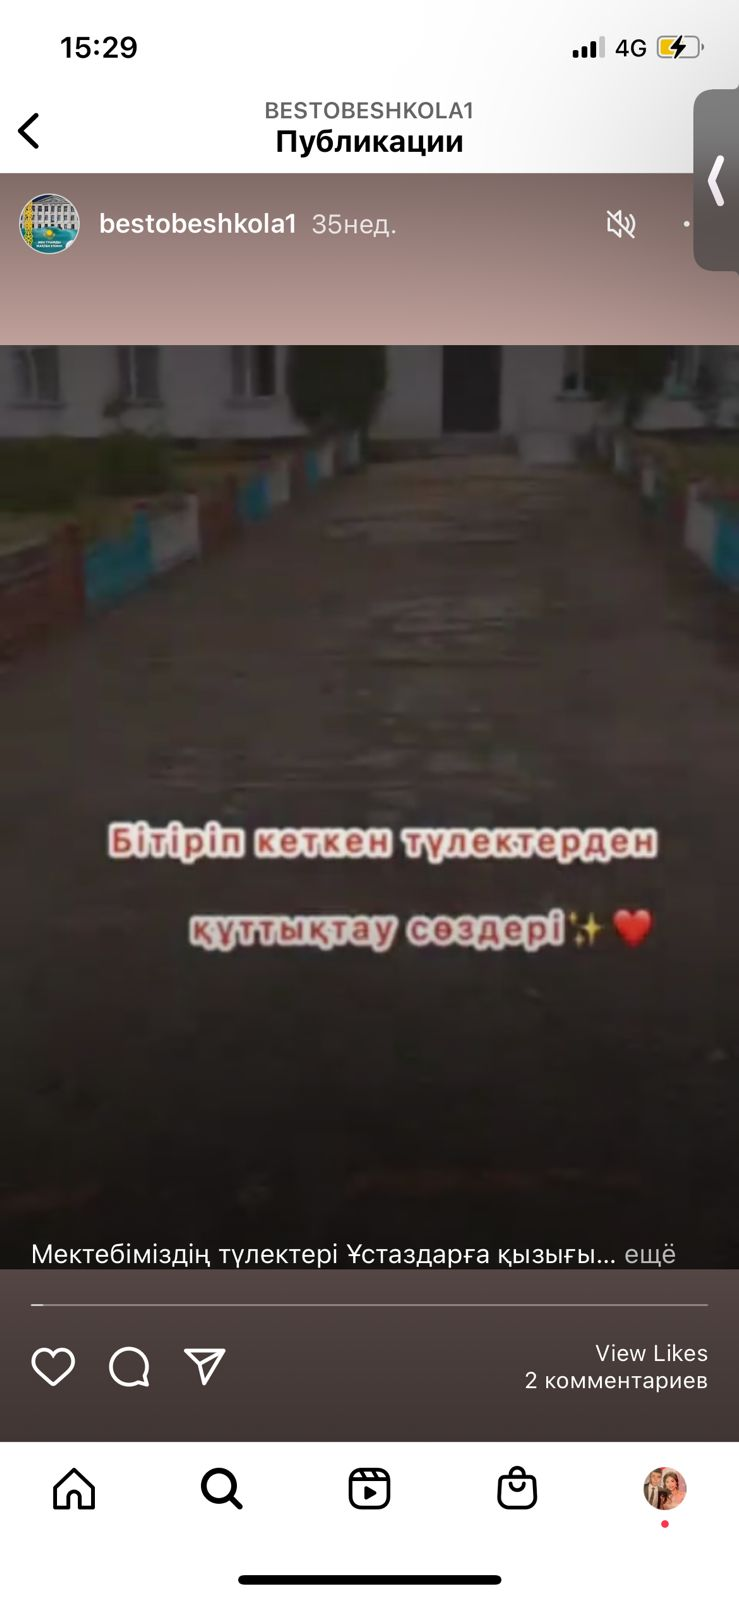 15:29
4G
BESTOBESHKOLA1
Публикации
bestobeshkola1 35нед.
Бітіріп кеткен түлектерден
құттықтау сөздері✨❤️
Мектебіміздің түлектері Ұстаздарға қызығы... ещё
View Likes
2 комментариев